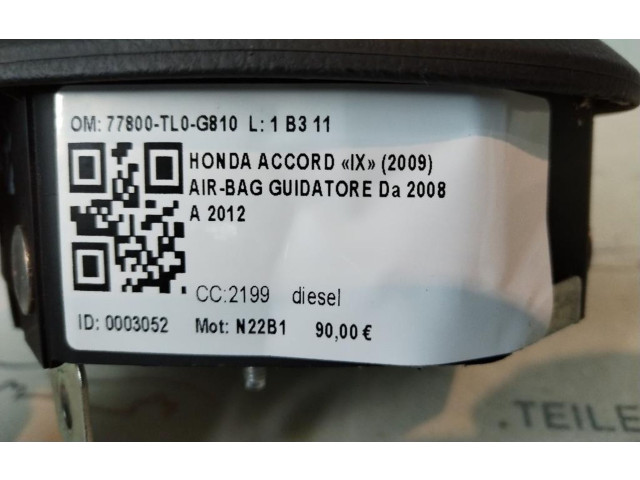 OM: 77800-TL0-G810 L: 1 B3 11
HONDA ACCORD «IX» (2009)
AIR-BAG GUIDATORE Da 2008
A 2012
CC:2199 diesel
ID: 0003052 Mot: N22B1 90,00 €
TEILE